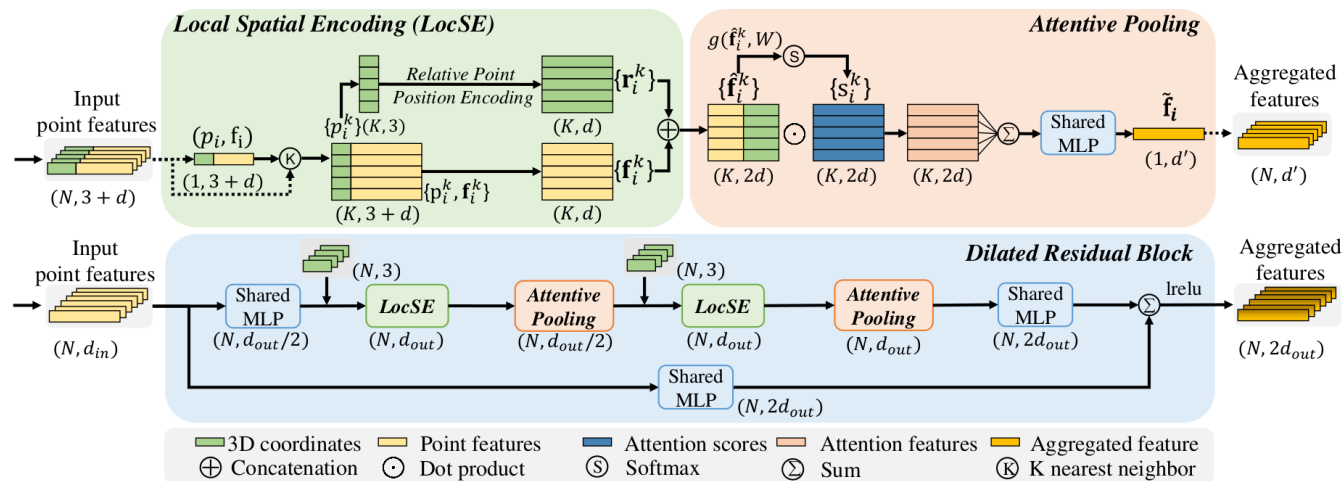 Local Spatial Encoding (LocSE)
Attentive Pooling
Input
point features
(N, 3 + d)
(p_i, f_i)
(1, 3 + d)
K
{p_i^k}
(K, 3)
Relative Point
Position Encoding
{r_i^k}
(K, d)
(K, 3 + d)
{p_i^k, f_i^k}
{f_i^k}
(K, d)
g(f̂_i^k, W)
S
{f̂_i^k}
{s_i^k}
(K, 2d)
(K, 2d)
(K, 2d)
Σ
Shared
MLP
f̃_i
(1, d′)
Aggregated
features
(N, d′)
Dilated Residual Block
Input
point features
(N, d_in)
(N, 3)
(N, 3)
Shared
MLP
(N, d_out/2)
LocSE
(N, d_out)
Attentive
Pooling
(N, d_out/2)
LocSE
(N, d_out)
Attentive
Pooling
(N, d_out)
Shared
MLP
(N, 2d_out)
Σ
lrelu
Aggregated
features
(N, 2d_out)
Shared
MLP
(N, 2d_out)
3D coordinates
Point features
Attention scores
Attention features
Aggregated feature
Concatenation
Dot product
S Softmax
Σ Sum
K K nearest neighbor